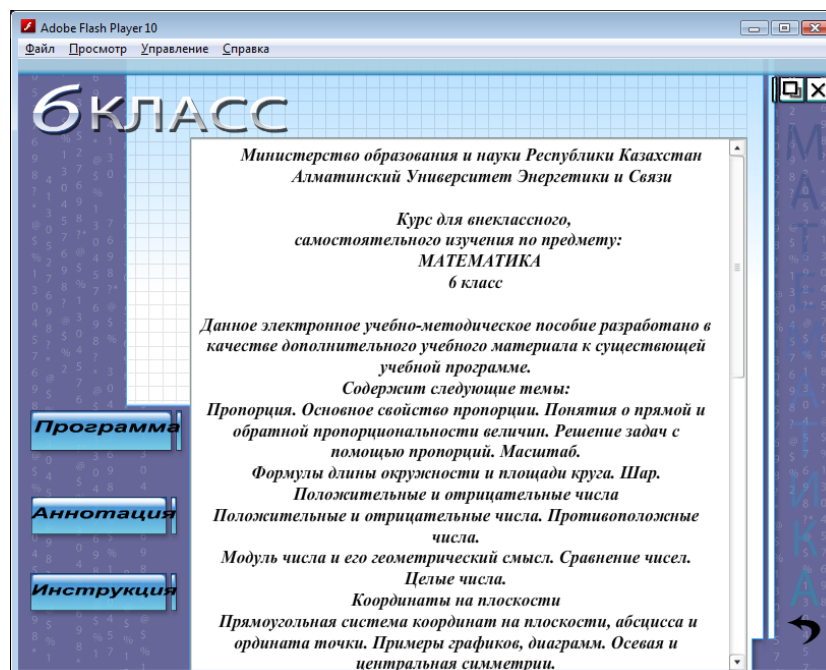 Adobe Flash Player 10
Файл Просмотр Управление Справка
6 КЛАСС
Министерство образования и науки Республики Казахстан
Алматинский Университет Энергетики и Связи
Курс для внеклассного,
самостоятельного изучения по предмету:
МАТЕМАТИКА
6 класс
Данное электронное учебно-методическое пособие разработано в
качестве дополнительного учебного материала к существующей
учебной программе.
Содержит следующие темы:
Пропорция. Основное свойство пропорции. Понятия о прямой и
обратной пропорциональности величин. Решение задач с
помощью пропорций. Масштаб.
Формулы длины окружности и площади круга. Шар.
Положительные и отрицательные числа
Положительные и отрицательные числа. Противоположные
числа.
Модуль числа и его геометрический смысл. Сравнение чисел.
Целые числа.
Координаты на плоскости
Прямоугольная система координат на плоскости, абсцисса и
ордината точки. Примеры графиков, диаграмм. Осевая и
центральная симметрии.
Программа
Аннотация
Инструкция
МАТЕМАТИКА